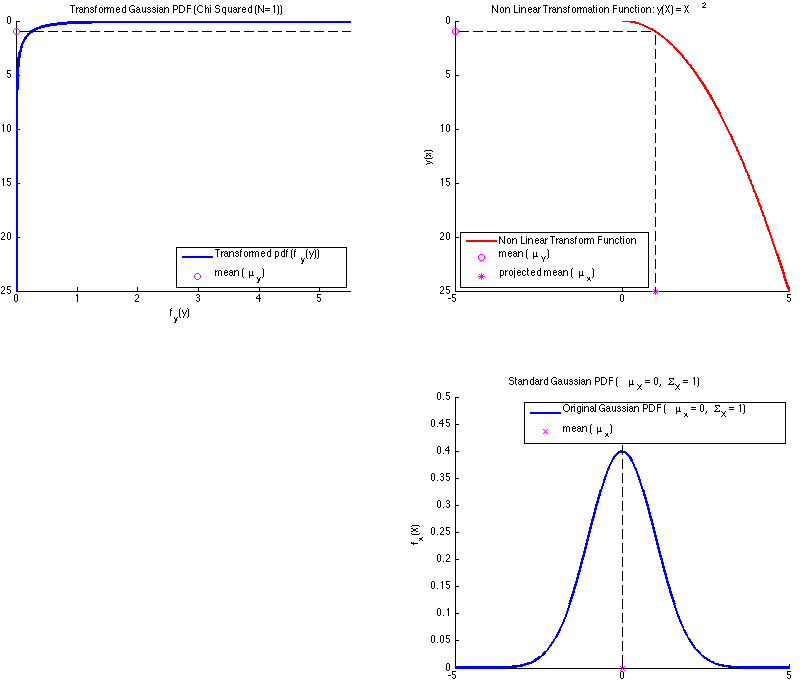 Transformed Gaussian PDF (Chi Squared (N=1))
0
5
10
15
20
25
0 1 2 3 4 5
f_y(y)
Transformed pdf (f_y(y))
mean ( μ_y)
Non Linear Transformation Function: y(X) = X ²
0
5
10
15
20
25
-5 0 5
y(x)
Non Linear Transform Function
mean ( μ_Y)
projected mean ( μ_x)
Standard Gaussian PDF ( μ_X = 0, Σ_X = 1)
0.5
0.45
0.4
0.35
0.3
0.25
0.2
0.15
0.1
0.05
0
-5 0 5
f_x(X)
Original Gaussian PDF ( μ_x = 0, Σ_X = 1)
mean ( μ_x)